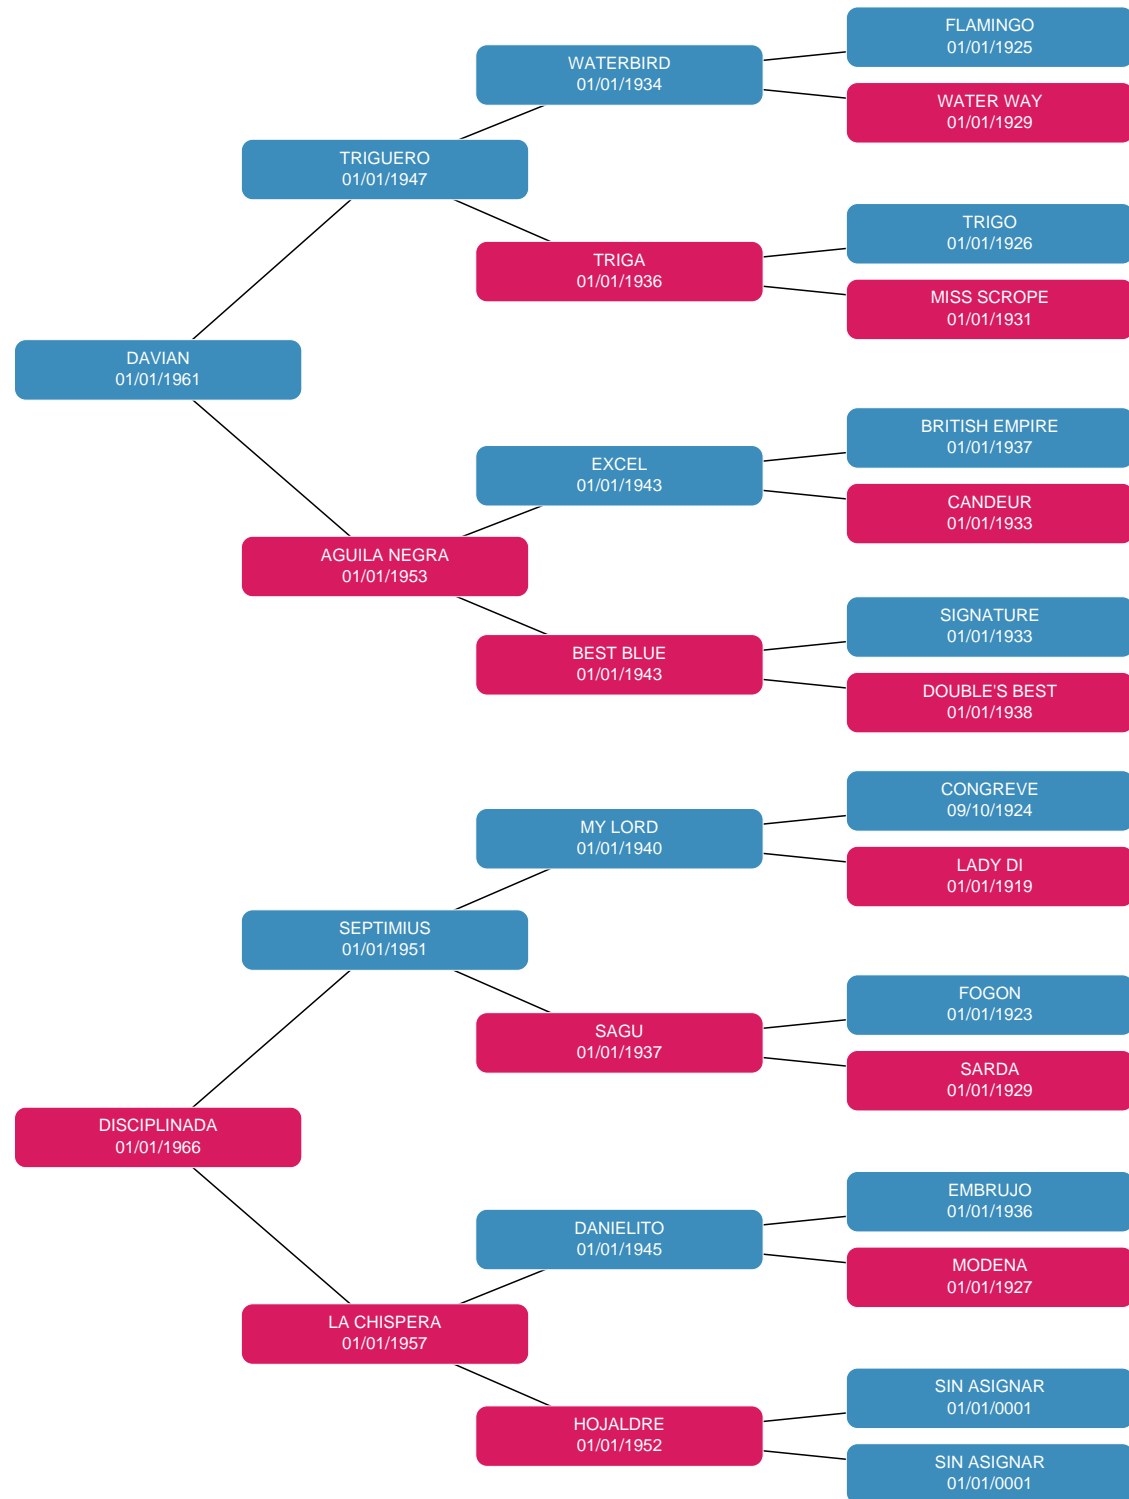 FLAMINGO
01/01/1925
WATERBIRD
01/01/1934
WATER WAY
01/01/1929
TRIGUERO
01/01/1947
TRIGO
01/01/1926
TRIGA
01/01/1936
MISS SCROPE
01/01/1931
DAVIAN
01/01/1961
BRITISH EMPIRE
01/01/1937
EXCEL
01/01/1943
CANDEUR
01/01/1933
AGUILA NEGRA
01/01/1953
SIGNATURE
01/01/1933
BEST BLUE
01/01/1943
DOUBLE'S BEST
01/01/1938
CONGREVE
09/10/1924
MY LORD
01/01/1940
LADY DI
01/01/1919
SEPTIMIUS
01/01/1951
FOGON
01/01/1923
SAGU
01/01/1937
SARDA
01/01/1929
DISCIPLINADA
01/01/1966
EMBRUJO
01/01/1936
DANIELITO
01/01/1945
MODENA
01/01/1927
LA CHISPERA
01/01/1957
SIN ASIGNAR
01/01/0001
HOJALDRE
01/01/1952
SIN ASIGNAR
01/01/0001